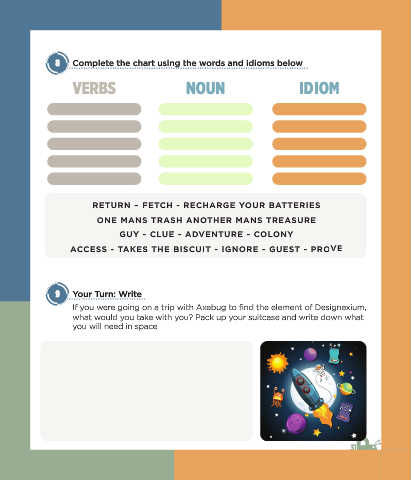 8
Complete the chart using the words and idioms below
VERBS NOUN IDIOM
RETURN - FETCH - RECHARGE YOUR BATTERIES
ONE MANS TRASH ANOTHER MANS TREASURE
GUY - CLUE - ADVENTURE - COLONY
ACCESS - TAKES THE BISCUIT - IGNORE - GUEST - PROVE
9
Your Turn: Write
If you were going on a trip with Axebug to find the element of Designexium,
what would you take with you? Pack up your suitcase and write down what
you will need in space